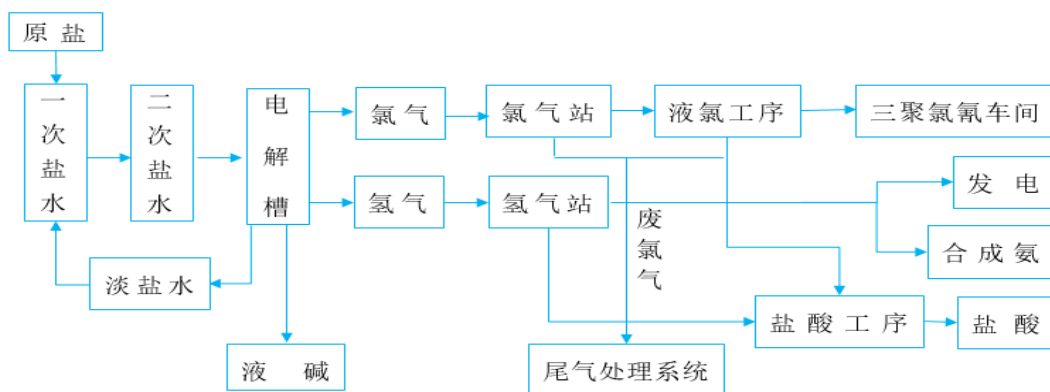 原盐
一次盐水
二次盐水
电解槽
氯气
氯气站
液氯工序
三聚氯氰车间
氢气
氢气站
发电
废氯气
合成氨
淡盐水
盐酸工序
盐酸
液碱
尾气处理系统